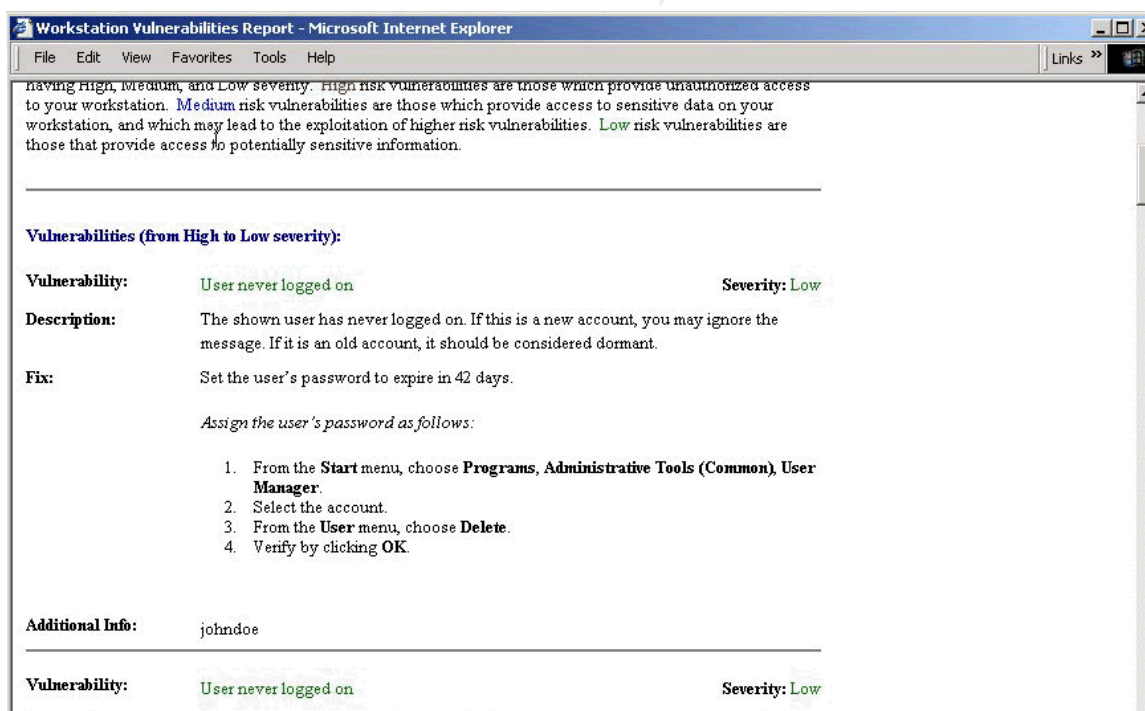 Workstation Vulnerabilities Report - Microsoft Internet Explorer
File Edit View Favorites Tools Help Links »
having High, Medium, and Low severity. High risk vulnerabilities are those which provide unauthorized access
to your workstation. Medium risk vulnerabilities are those which provide access to sensitive data on your
workstation, and which may lead to the exploitation of higher risk vulnerabilities. Low risk vulnerabilities are
those that provide access to potentially sensitive information.
Vulnerabilities (from High to Low severity):
Vulnerability: User never logged on Severity: Low
Description: The shown user has never logged on. If this is a new account, you may ignore the
message. If it is an old account, it should be considered dormant.
Fix: Set the user's password to expire in 42 days.
Assign the user's password as follows:
1. From the Start menu, choose Programs, Administrative Tools (Common), User
Manager.
2. Select the account.
3. From the User menu, choose Delete.
4. Verify by clicking OK.
Additional Info: johndoe
Vulnerability: User never logged on Severity: Low